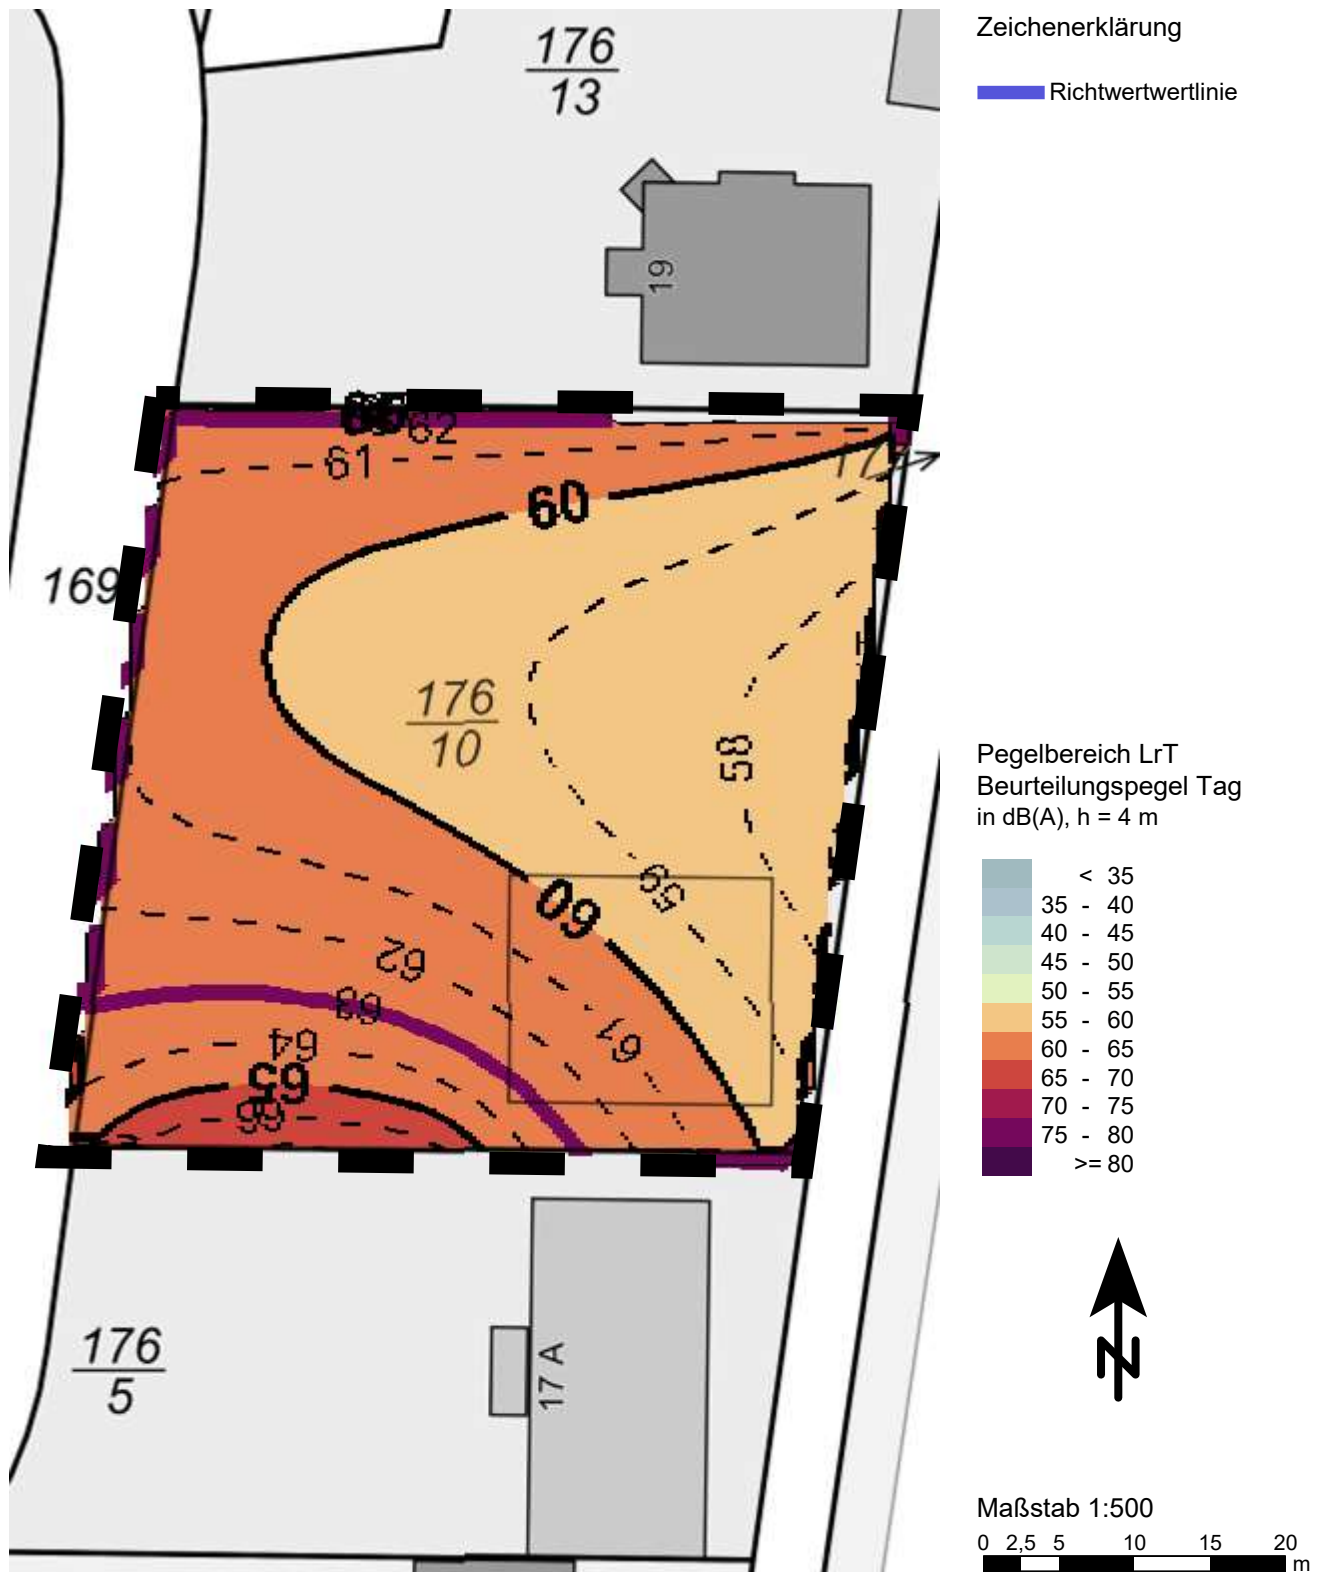 176
13
19
62
61
60
17
169
176
10
58
59
60
62
63
61
64
65
66
176
5
17 A
Zeichenerklärung
Richtwertwertlinie
Pegelbereich LrT
Beurteilungspegel Tag
in dB(A), h = 4 m
< 35
35 - 40
40 - 45
45 - 50
50 - 55
55 - 60
60 - 65
65 - 70
70 - 75
75 - 80
>= 80
N
Maßstab 1:500
0 2,5 5 10 15 20
m